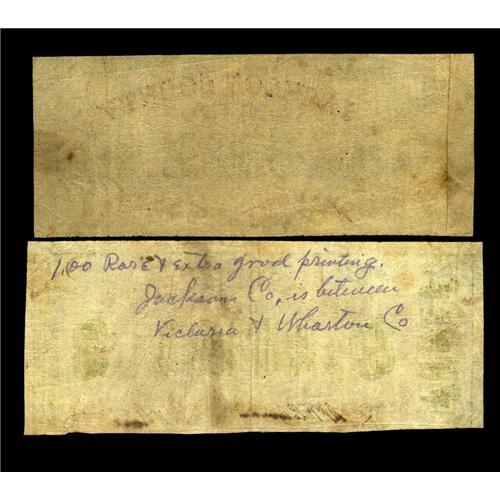 1.00 Rare & Extra good printing.
Jackson Co, is between
Victoria & Wharton Co